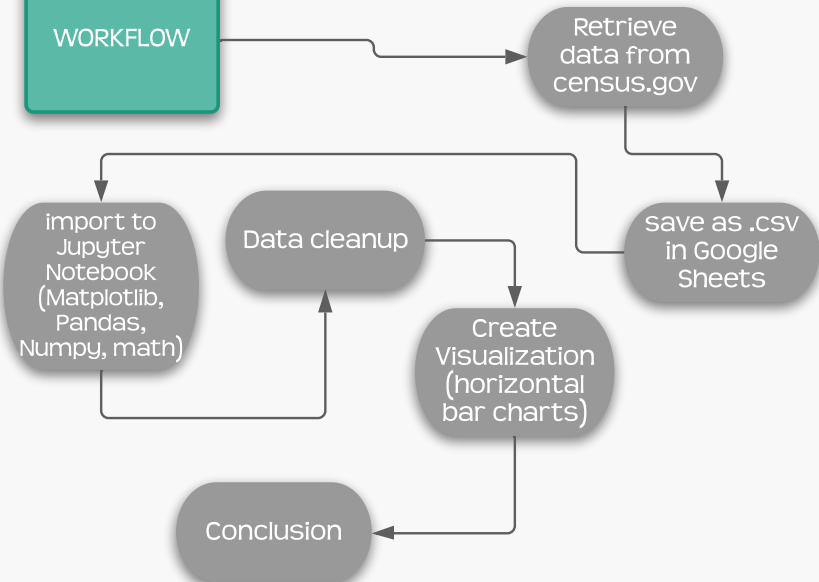 WORKFLOW
Retrieve
data from
census.gov
save as .csv
in Google
Sheets
import to
Jupyter
Notebook
(Matplotlib,
Pandas,
Numpy, math)
Data cleanup
Create
Visualization
(horizontal
bar charts)
Conclusion